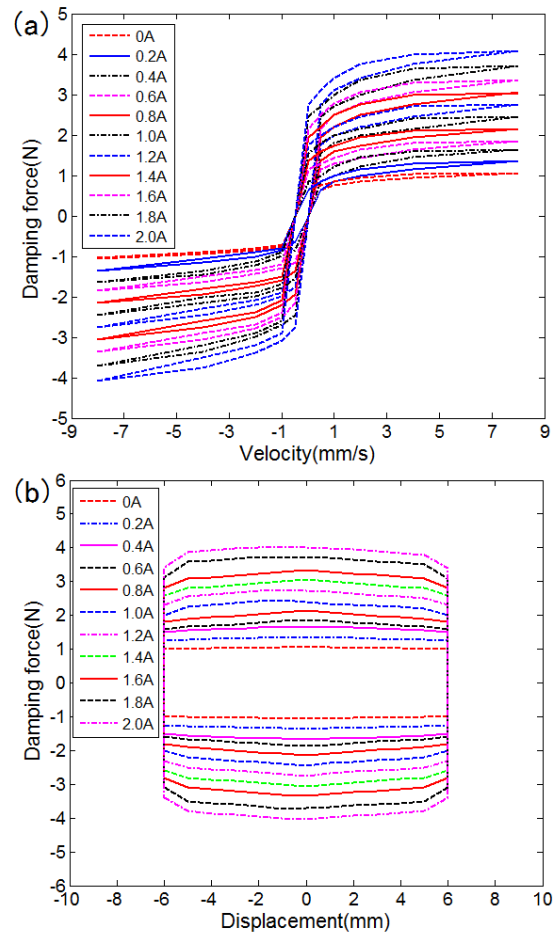 (a)
5
4
3
2
1
0
-1
-2
-3
-4
-5
Damping force(N)
0A
0.2A
0.4A
0.6A
0.8A
1.0A
1.2A
1.4A
1.6A
1.8A
2.0A
-9 -7 -5 -3 -1 1 3 5 7 9
Velocity(mm/s)
(b)
6
5
4
3
2
1
0
-1
-2
-3
-4
-5
-6
Damping force(N)
0A
0.2A
0.4A
0.6A
0.8A
1.0A
1.2A
1.4A
1.6A
1.8A
2.0A
-10 -8 -6 -4 -2 0 2 4 6 8 10
Displacement(mm)